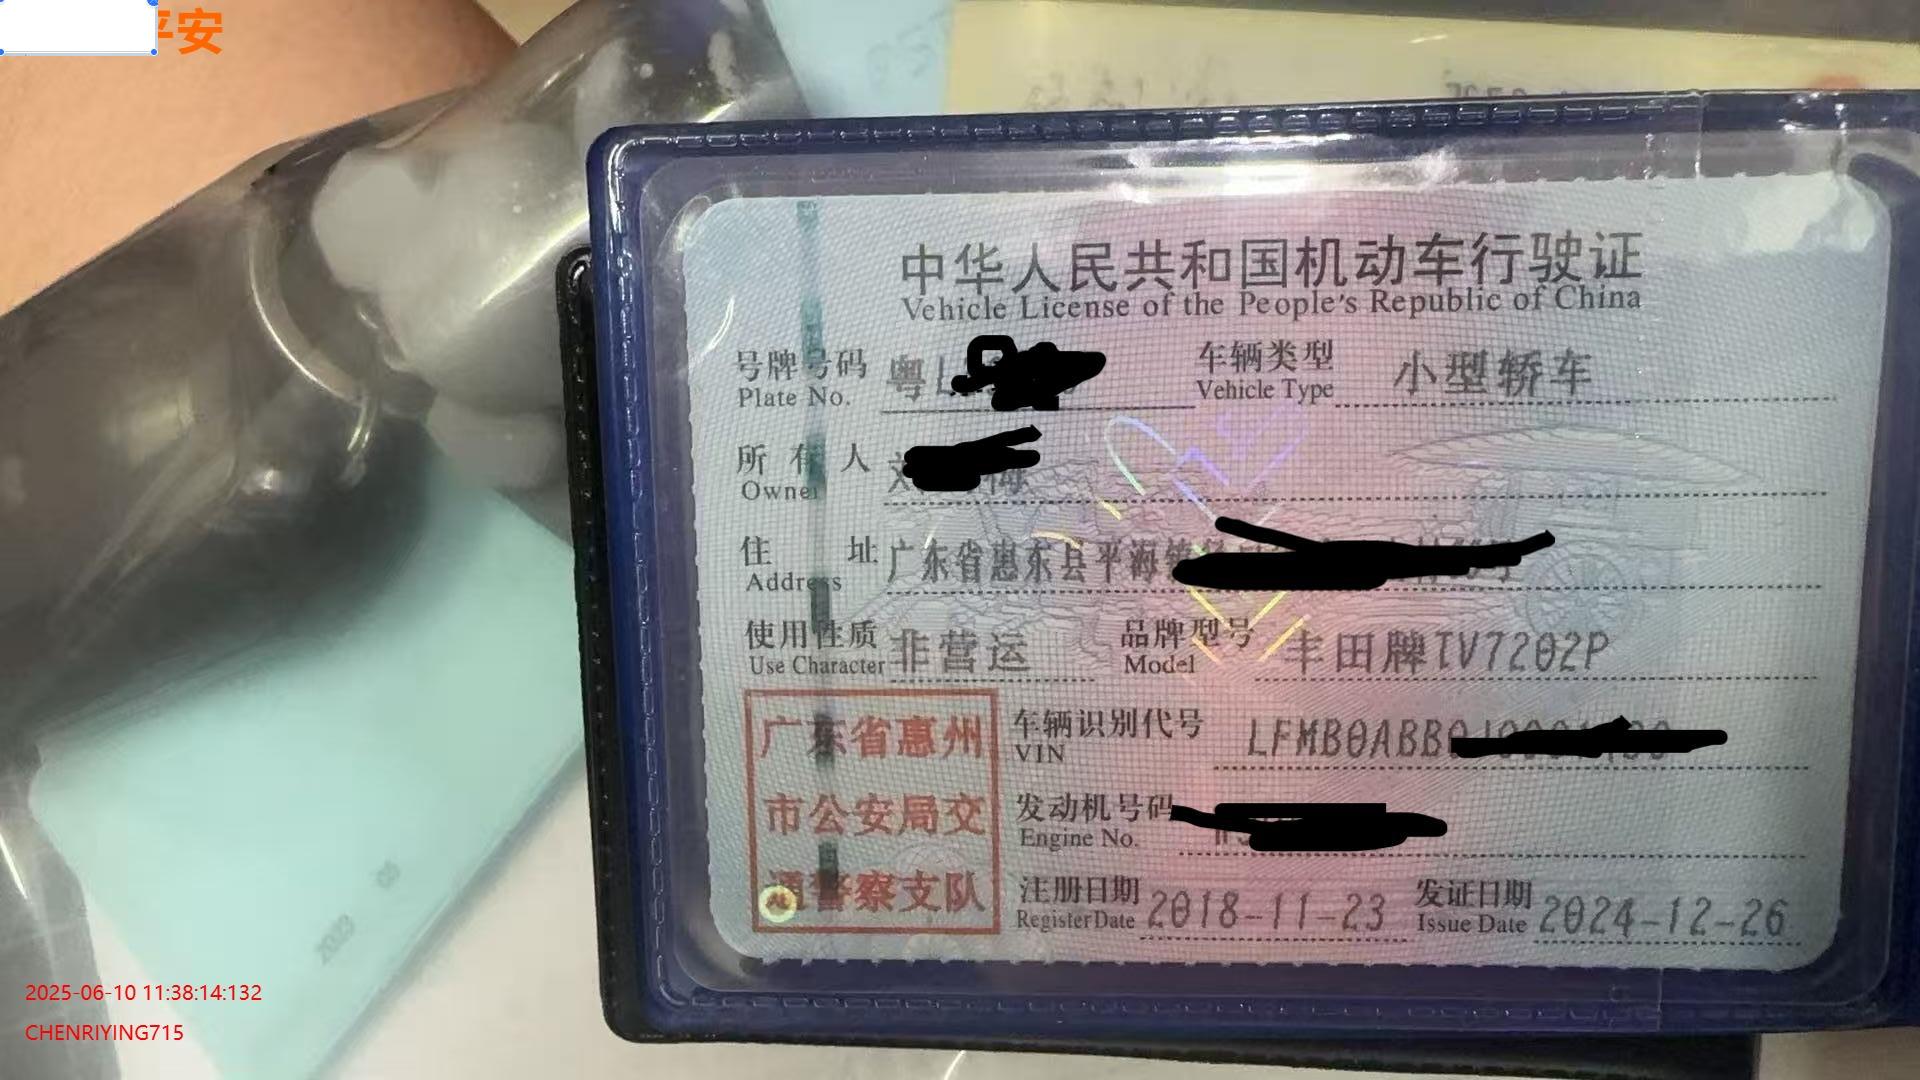 平安
中华人民共和国机动车行驶证
Vehicle License of the People's Republic of China
号牌号码 粤L 车辆类型 小型轿车
Plate No. Vehicle Type
所有人
Owner
住址 广东省惠东县平海镇
Address
使用性质 非营运 品牌型号 丰田牌TV7202P
Use Character Model
广东省惠州
市公安局交
通警察支队
车辆识别代号 LFMB0ABB
VIN
发动机号码
Engine No.
注册日期 2018-11-23 发证日期 2024-12-26
Register Date Issue Date
2025-06-10 11:38:14:132
CHENRIYING715